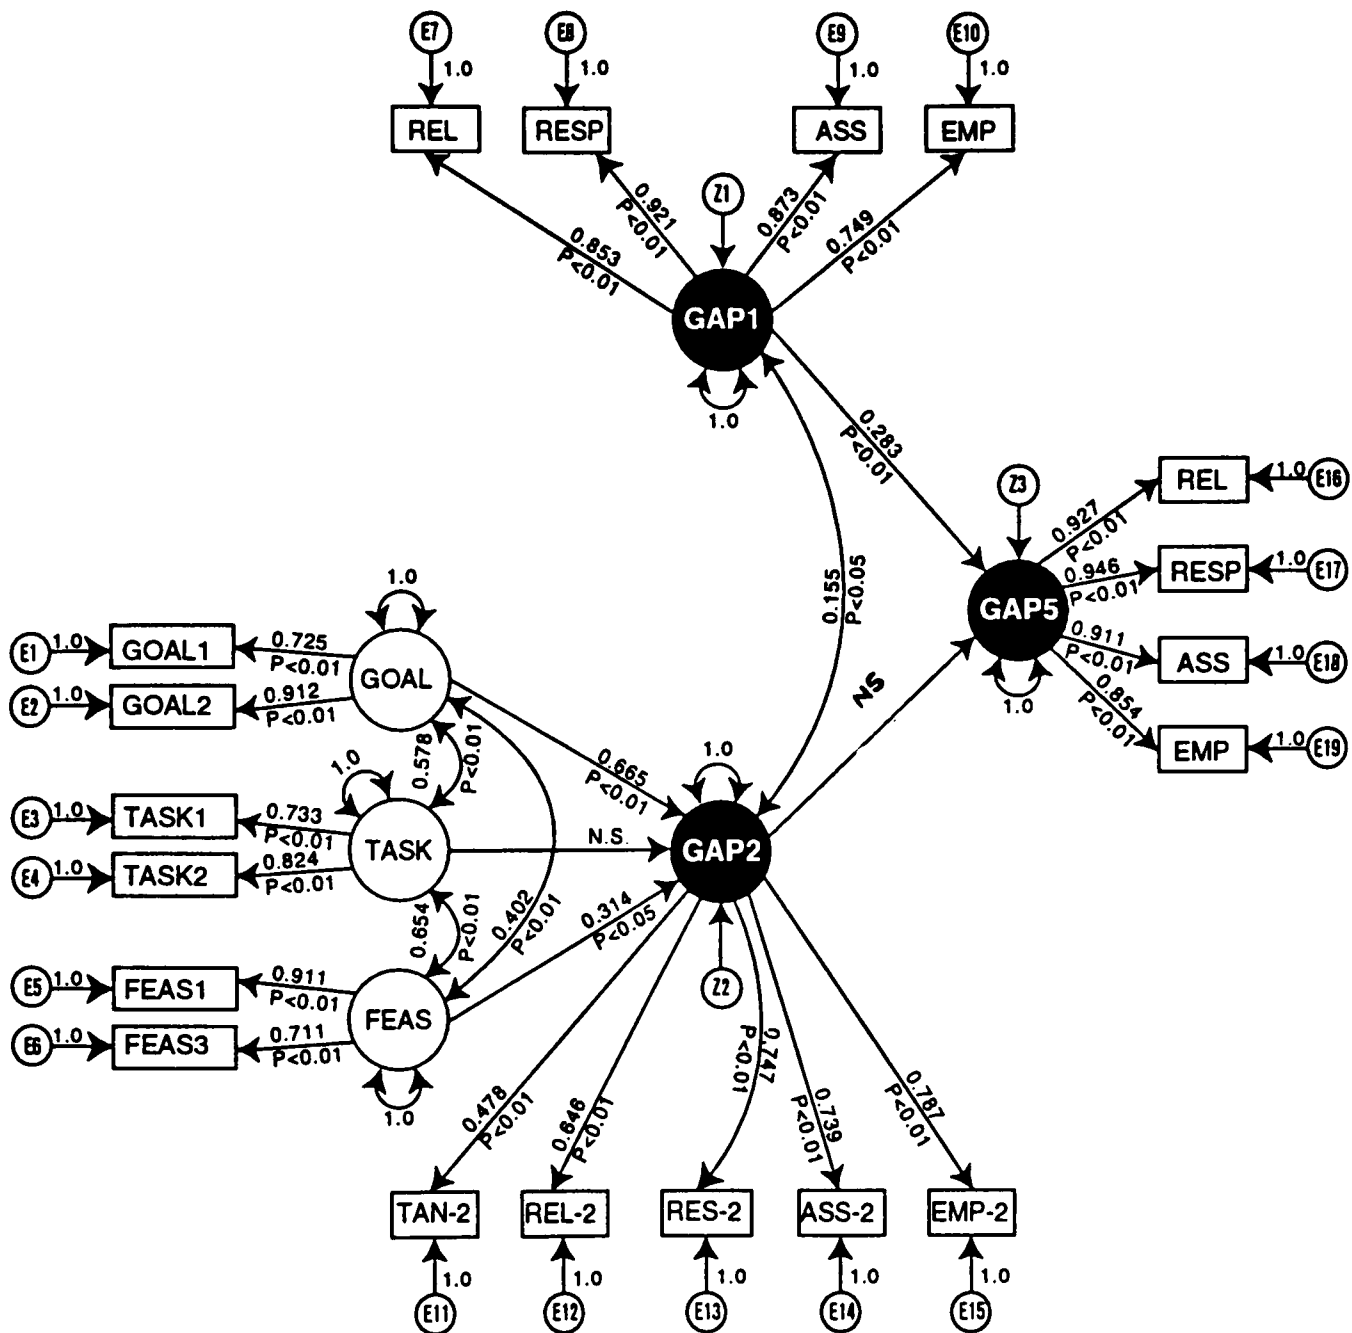 E7
E8
E9
E10
1.0
1.0
1.0
1.0
REL
RESP
ASS
EMP
0.853
P<0.01
0.921
P<0.01
Z1
0.873
P<0.01
0.749
P<0.01
GAP1
1.0
0.283
P<0.01
0.155
P<0.05
Z3
GAP5
1.0
0.927
P<0.01
REL
1.0
E16
0.946
P<0.01
RESP
1.0
E17
0.911
P<0.01
ASS
1.0
E18
0.854
P<0.01
EMP
1.0
E19
NS
1.0
E1
1.0
GOAL1
0.725
P<0.01
GOAL
E2
1.0
GOAL2
0.912
P<0.01
0.578
P<0.01
0.665
P<0.01
1.0
1.0
E3
1.0
TASK1
0.733
P<0.01
TASK
N.S.
GAP2
E4
1.0
TASK2
0.824
P<0.01
0.654
P<0.01
0.402
P<0.01
0.314
P<0.05
E5
1.0
FEAS1
0.911
P<0.01
FEAS
Z2
E6
1.0
FEAS3
0.711
P<0.01
1.0
0.478
P<0.01
0.646
P<0.01
0.747
P<0.01
0.739
P<0.01
0.787
P<0.01
TAN-2
REL-2
RES-2
ASS-2
EMP-2
1.0
1.0
1.0
1.0
1.0
E11
E12
E13
E14
E15